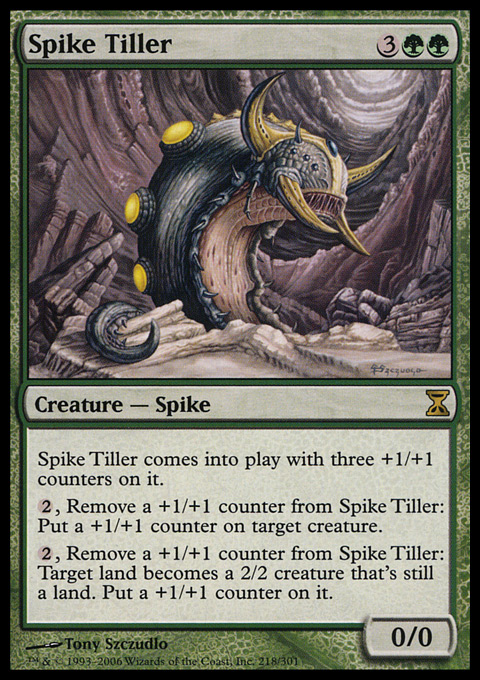 Spike Tiller 3
Creature — Spike
Spike Tiller comes into play with three +1/+1
counters on it.
2, Remove a +1/+1 counter from Spike Tiller:
Put a +1/+1 counter on target creature.
2, Remove a +1/+1 counter from Spike Tiller:
Target land becomes a 2/2 creature that's still
a land. Put a +1/+1 counter on it.
0/0
Tony Szczudlo
™ & © 1993–2006 Wizards of the Coast, Inc. 218/301